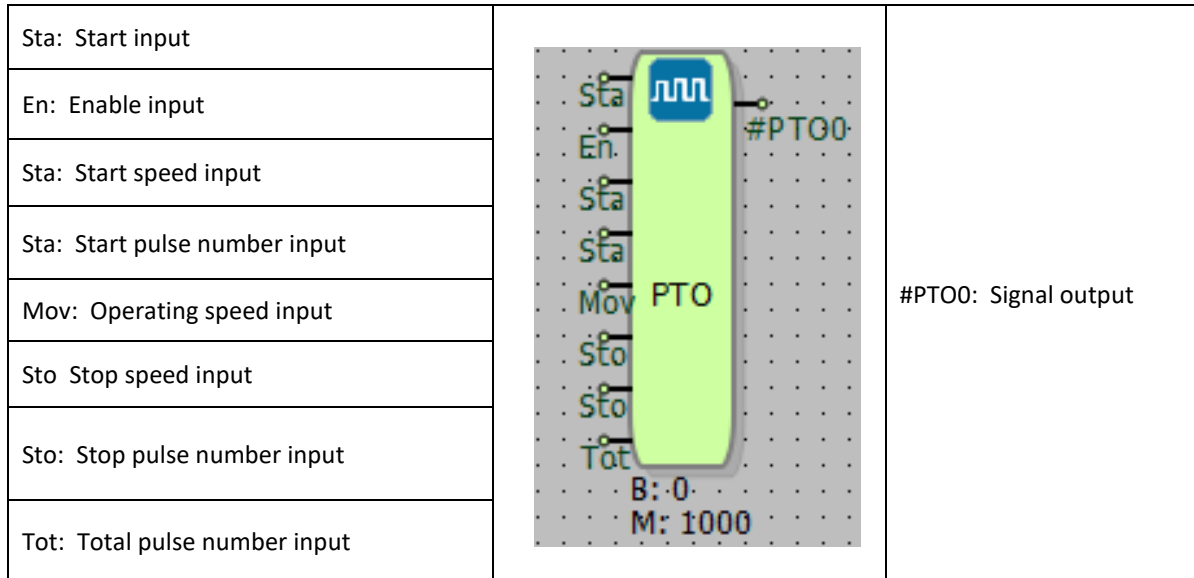 Sta: Start input
En: Enable input
Sta: Start speed input
Sta: Start pulse number input
Mov: Operating speed input
Sto Stop speed input
Sto: Stop pulse number input
Tot: Total pulse number input
Sta
En
Sta
Sta
Mov
Sto
Sto
Tot
PTO
#PTO0
B: 0
M: 1000
#PTO0: Signal output